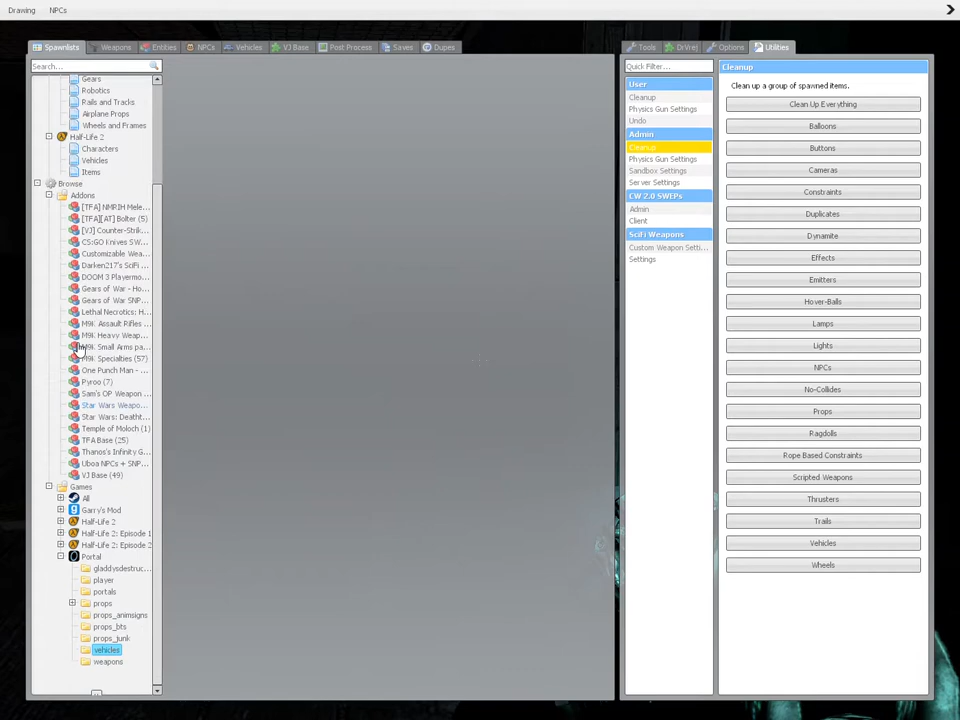 Drawing NPCs
Spawnlists Weapons Entities NPCs Vehicles VJ Base Post Process Saves Dupes
Tools DrVrej Options Utilities
Search...
Gears
Robotics
Rails and Tracks
Airplane Props
Wheels and Frames
Half-Life 2
Characters
Vehicles
Items
Browse
Addons
[TFA] NMRIH Mele...
[TFA][AT] Bolter (5)
[VJ] Counter-Strik...
CS:GO Knives SW...
Customizable Wea...
Darken217's SciFi ...
DOOM 3 Playermo...
Gears of War - Ho...
Gears of War SNP...
Lethal Necrotics: H...
M9K Assault Rifles ...
M9K Heavy Weap...
M9K Small Arms pa...
M9K Specialties (57)
One Punch Man - ...
Pyroo (7)
Sam's OP Weapon ...
Star Wars Weapo...
Star Wars: Deatht...
Temple of Moloch (1)
TFA Base (25)
Thanos's Infinity G...
Uboa NPCs + SNP...
VJ Base (49)
Games
All
Garry's Mod
Half-Life 2
Half-Life 2: Episode 1
Half-Life 2: Episode 2
Portal
gladdysdestruc...
player
portals
props
props_animsigns
props_bts
props_junk
vehicles
weapons
Quick Filter...
User
Cleanup
Physics Gun Settings
Undo
Admin
Cleanup
Physics Gun Settings
Sandbox Settings
Server Settings
CW 2.0 SWEPs
Admin
Client
SciFi Weapons
Custom Weapon Setti...
Settings
Cleanup
Clean up a group of spawned items.
Clean Up Everything
Balloons
Buttons
Cameras
Constraints
Duplicates
Dynamite
Effects
Emitters
Hover-Balls
Lamps
Lights
NPCs
No-Collides
Props
Ragdolls
Rope Based Constraints
Scripted Weapons
Thrusters
Trails
Vehicles
Wheels